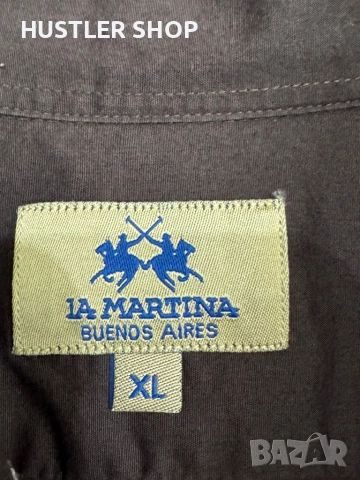 HUSTLER SHOP
LA MARTINA
BUENOS AIRES
XL
BAZAR